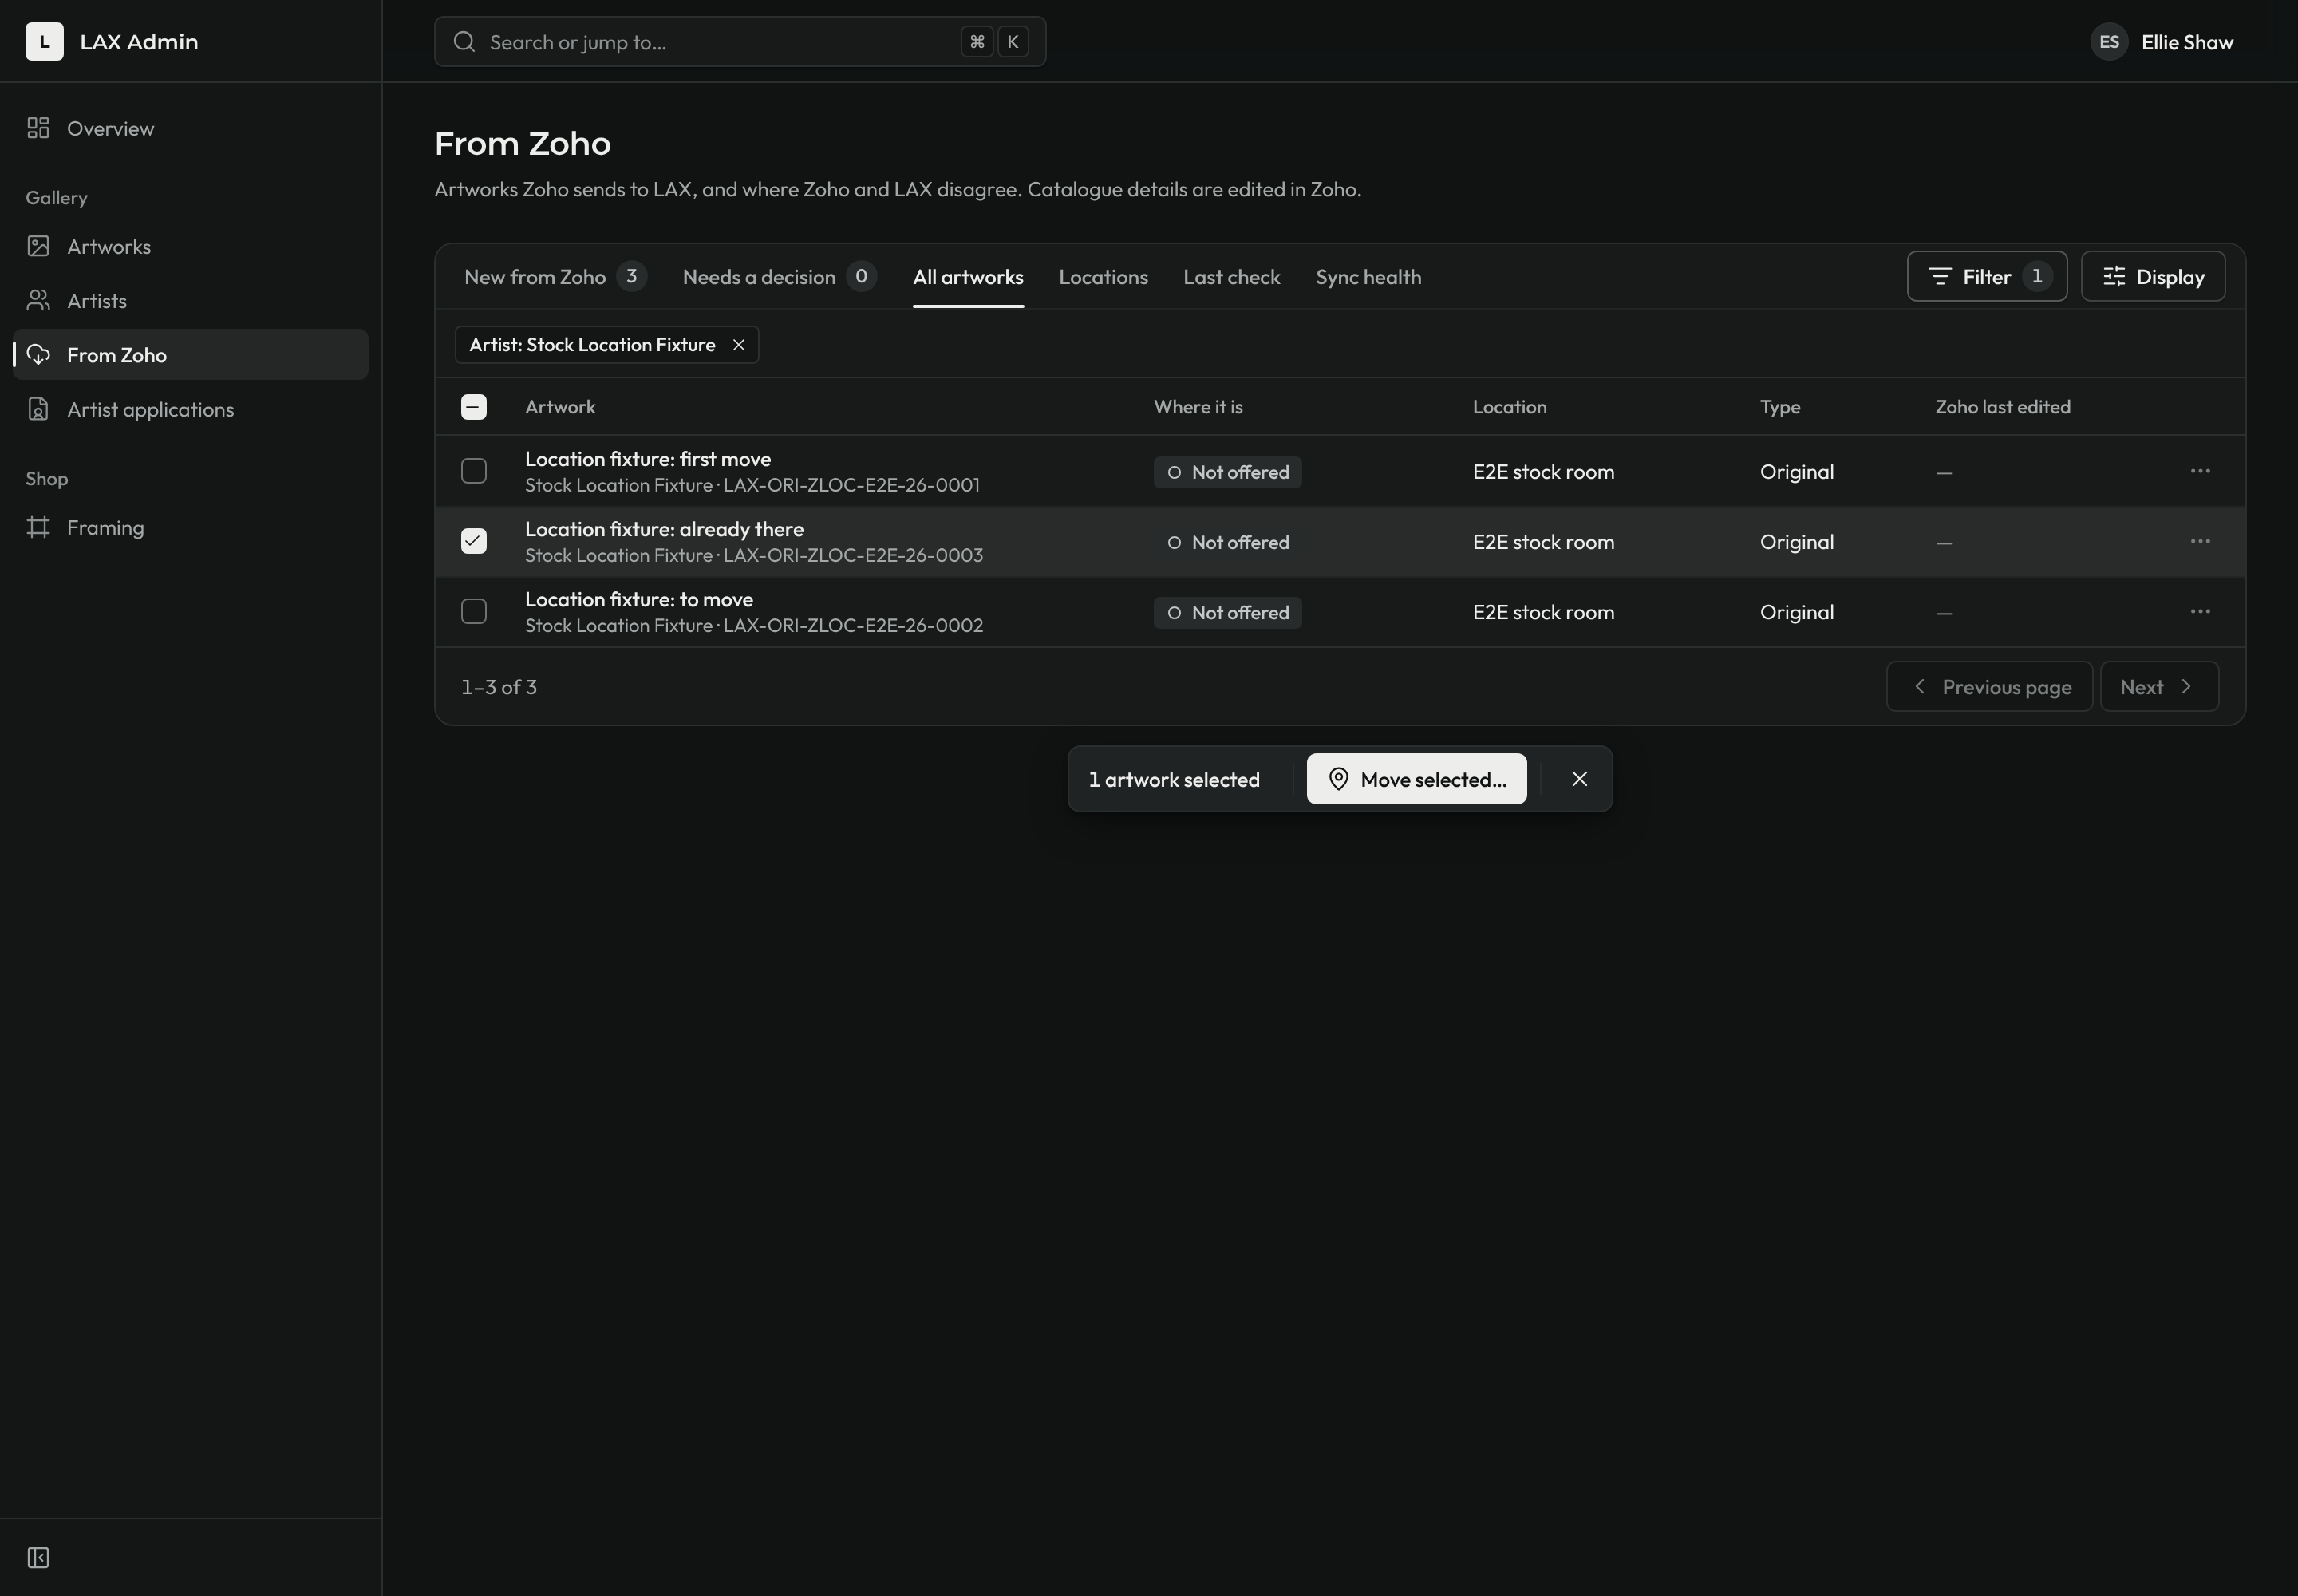 L LAX Admin
Search or jump to... ⌘ K
ES Ellie Shaw
Overview
Gallery
Artworks
Artists
From Zoho
Artist applications
Shop
Framing
From Zoho
Artworks Zoho sends to LAX, and where Zoho and LAX disagree. Catalogue details are edited in Zoho.
New from Zoho 3 Needs a decision 0 All artworks Locations Last check Sync health Filter 1 Display
Artist: Stock Location Fixture
Artwork Where it is Location Type Zoho last edited
Location fixture: first move
Stock Location Fixture · LAX-ORI-ZLOC-E2E-26-0001
Not offered E2E stock room Original —
Location fixture: already there
Stock Location Fixture · LAX-ORI-ZLOC-E2E-26-0003
Not offered E2E stock room Original —
Location fixture: to move
Stock Location Fixture · LAX-ORI-ZLOC-E2E-26-0002
Not offered E2E stock room Original —
1–3 of 3 Previous page Next
1 artwork selected Move selected...